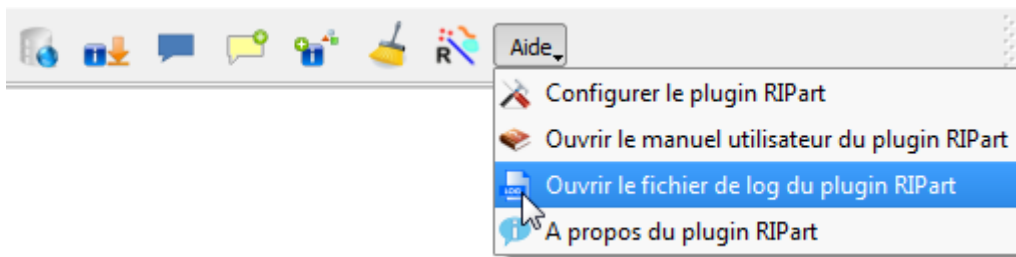 R
Aide
Configurer le plugin RIPart
Ouvrir le manuel utilisateur du plugin RIPart
LOG
Ouvrir le fichier de log du plugin RIPart
A propos du plugin RIPart